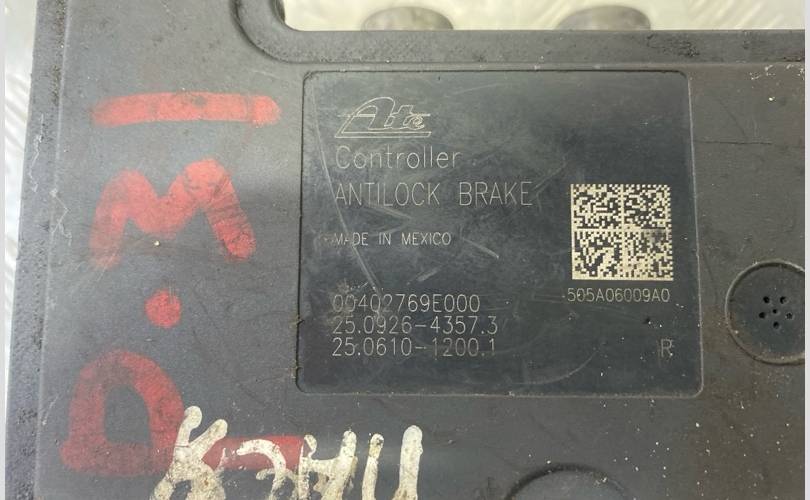 Ate
Controller
ANTILOCK BRAKE
MADE IN MEXICO
505A06009A0
00402769E000
25.0926-4357.3
25.0610-1200.1
R